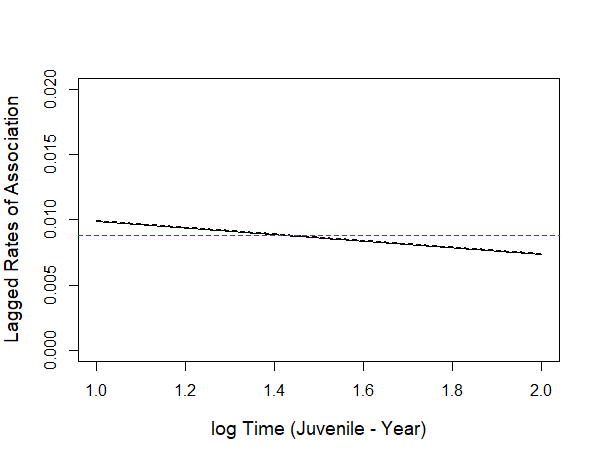 Lagged Rates of Association
0.020
0.015
0.010
0.005
0.000
1.0 1.2 1.4 1.6 1.8 2.0
log Time (Juvenile - Year)